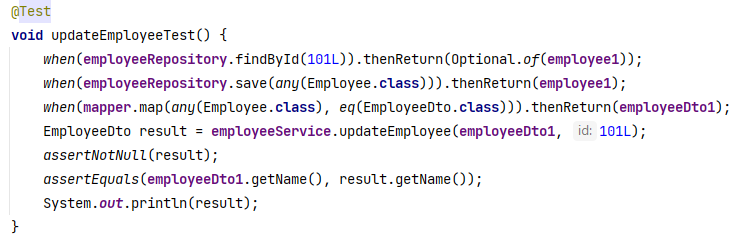 @Test
void updateEmployeeTest() {
    when(employeeRepository.findById(101L)).thenReturn(Optional.of(employee1));
    when(employeeRepository.save(any(Employee.class))).thenReturn(employee1);
    when(mapper.map(any(Employee.class), eq(EmployeeDto.class))).thenReturn(employeeDto1);
    EmployeeDto result = employeeService.updateEmployee(employeeDto1, id: 101L);
    assertNotNull(result);
    assertEquals(employeeDto1.getName(), result.getName());
    System.out.println(result);
}